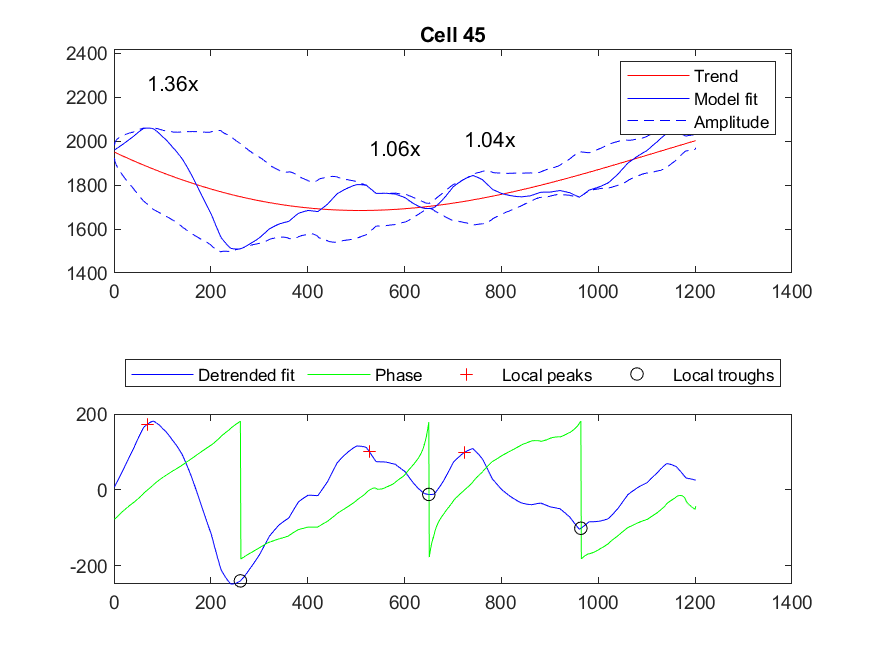 Cell 45
2400
2200
2000
1800
1600
1400
1.36x
1.06x
1.04x
Trend
Model fit
Amplitude
0 200 400 600 800 1000 1200 1400
Detrended fit Phase Local peaks Local troughs
200
0
-200
0 200 400 600 800 1000 1200 1400